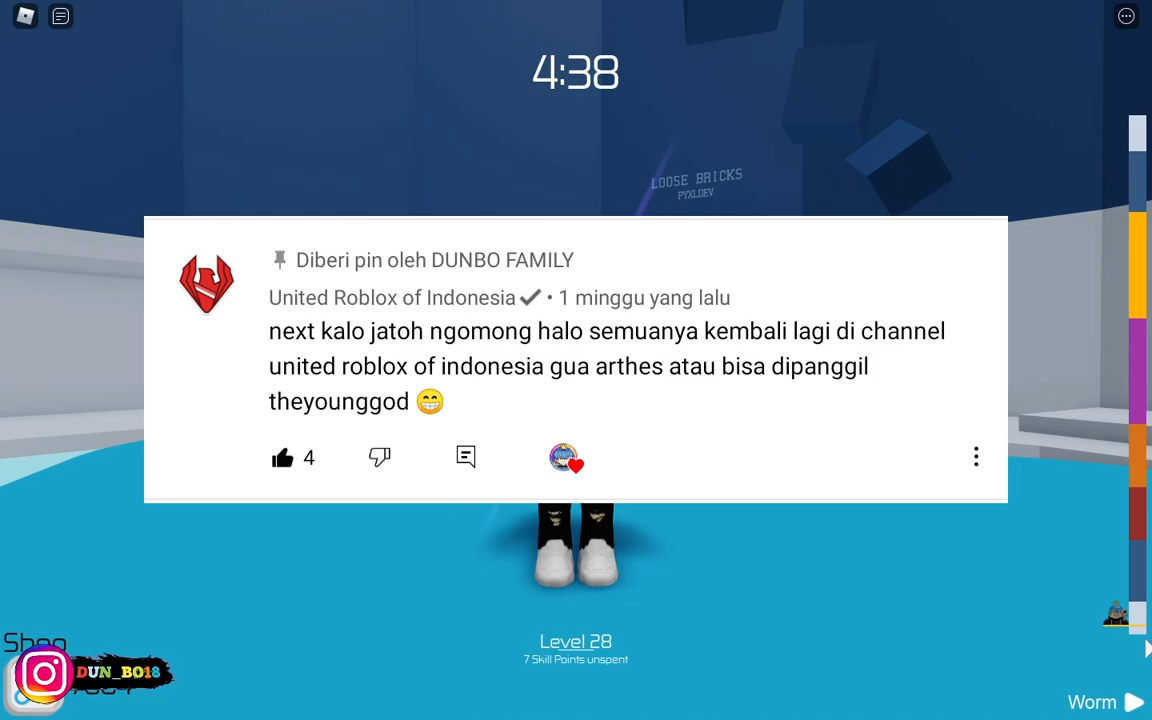 4:38
LOOSE BRICKS
PYXLDEV
Diberi pin oleh DUNBO FAMILY
United Roblox of Indonesia • 1 minggu yang lalu
next kalo jatoh ngomong halo semuanya kembali lagi di channel
united roblox of indonesia gua arthes atau bisa dipanggil
theyounggod 😁
4
Level 28
7 Skill Points unspent
Shop
DUN_BO18
Worm